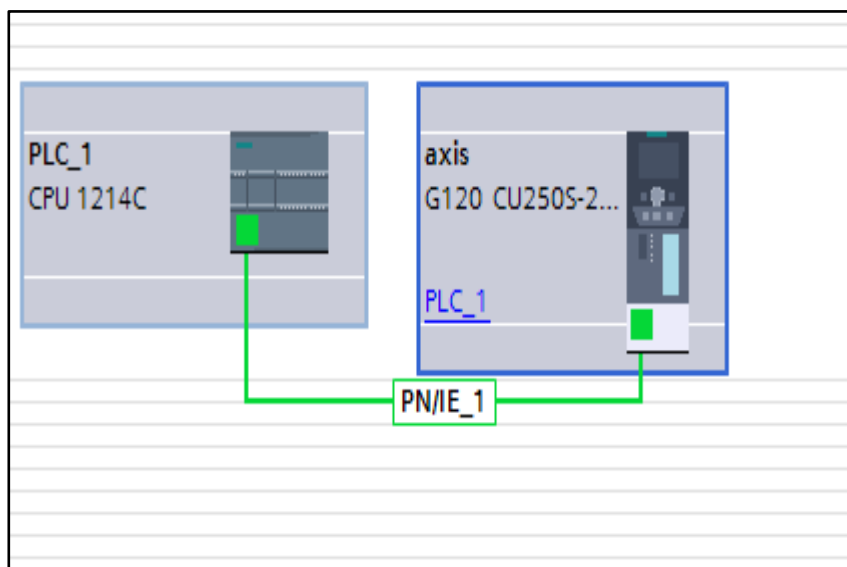 PLC_1
CPU 1214C
axis
G120 CU250S-2...
PLC_1
PN/IE_1